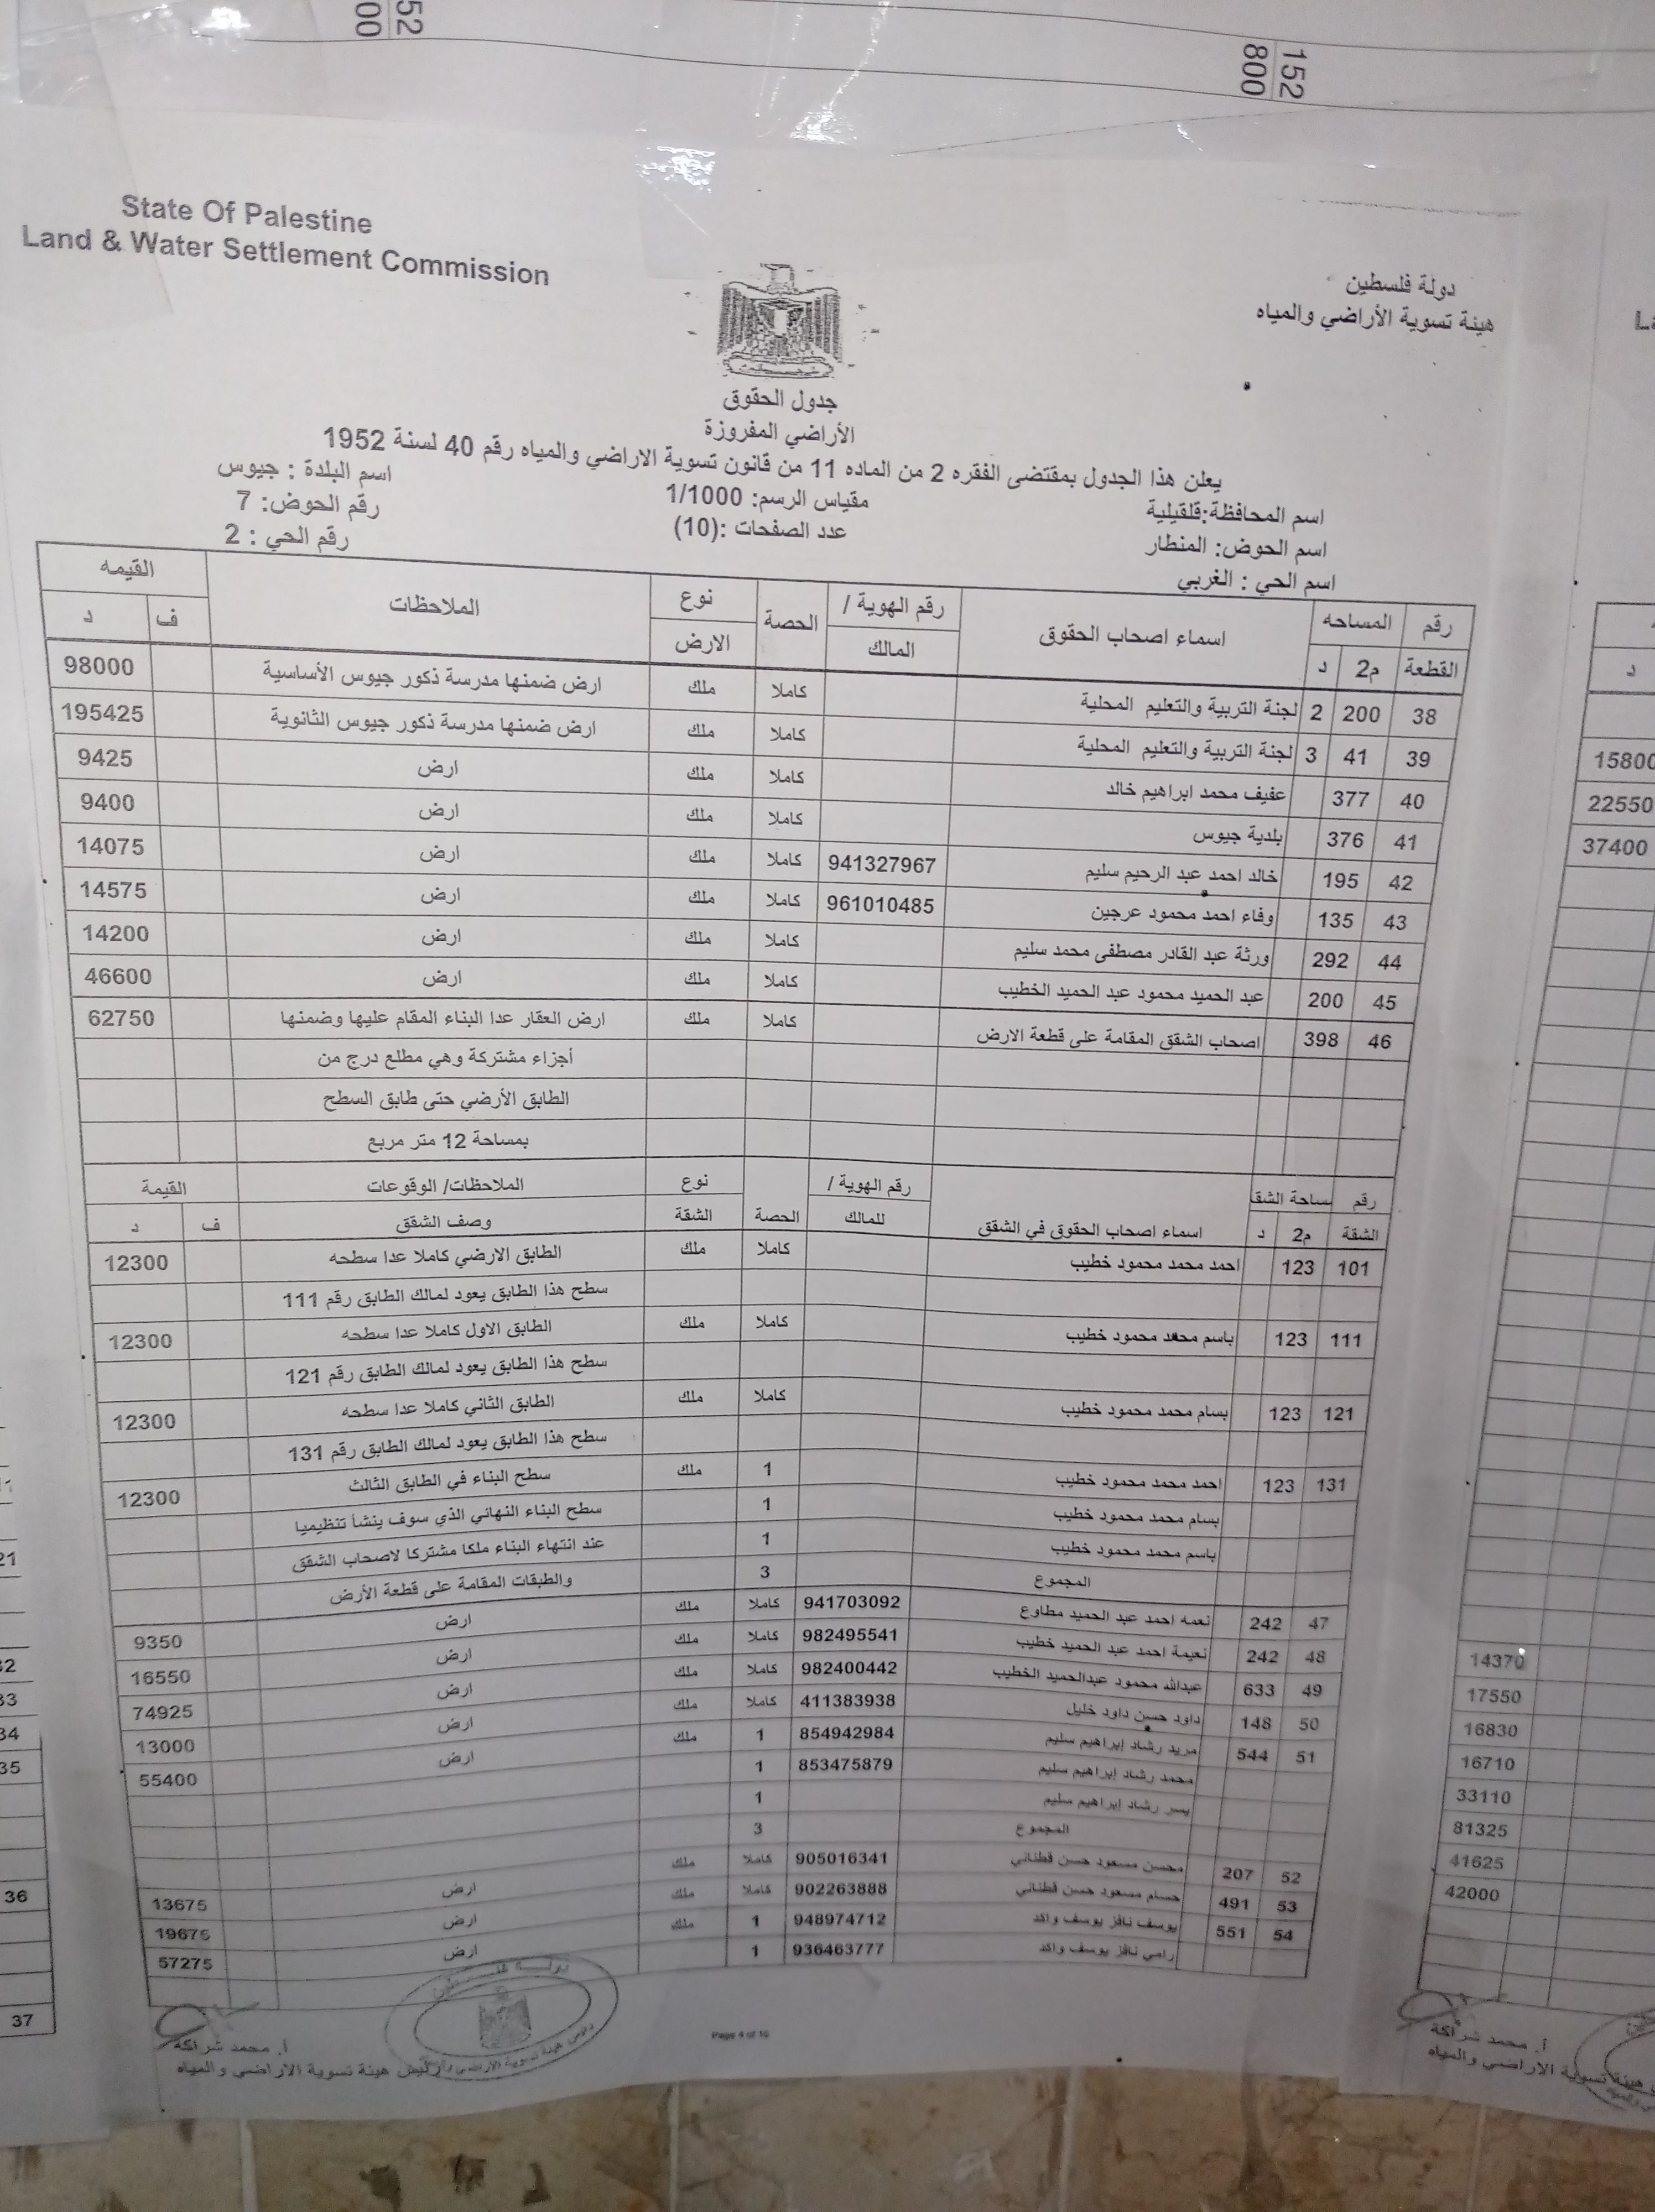 152
800
52
00
State Of Palestine
Land & Water Settlement Commission
دولة فلسطين
هيئة تسوية الأراضي والمياه
جدول الحقوق
الأراضي المفروزة
يعلن هذا الجدول بمقتضى الفقره 2 من الماده 11 من قانون تسوية الاراضي والمياه رقم 40 لسنة 1952
اسم المحافظة:قلقيلية مقياس الرسم: 1/1000 اسم البلدة : جيوس
اسم الحوض: المنطار عدد الصفحات :(10) رقم الحوض: 7
اسم الحي : الغربي رقم الحي : 2
رقم المساحه اسماء اصحاب الحقوق رقم الهوية / الحصة نوع الملاحظات القيمه
القطعة م2 د المالك الارض ف د
38 200 2 لجنة التربية والتعليم المحلية كاملا ملك ارض ضمنها مدرسة ذكور جيوس الأساسية 98000
39 41 3 لجنة التربية والتعليم المحلية كاملا ملك ارض ضمنها مدرسة ذكور جيوس الثانوية 195425
40 377 عفيف محمد ابراهيم خالد كاملا ملك ارض 9425
41 376 بلدية جيوس كاملا ملك ارض 9400
42 195 خالد احمد عبد الرحيم سليم 941327967 كاملا ملك ارض 14075
43 135 وفاء احمد محمود عرجين 961010485 كاملا ملك ارض 14575
44 292 ورثة عبد القادر مصطفى محمد سليم كاملا ملك ارض 14200
45 200 عبد الحميد محمود عبد الحميد الخطيب كاملا ملك ارض 46600
46 398 اصحاب الشقق المقامة على قطعة الارض كاملا ملك ارض العقار عدا البناء المقام عليها وضمنها 62750
أجزاء مشتركة وهي مطلع درج من
الطابق الأرضي حتى طابق السطح
بمساحة 12 متر مربع
رقم مساحة الشقة اسماء اصحاب الحقوق في الشقق رقم الهوية / الحصة نوع الملاحظات/ الوقوعات القيمة
الشقة م2 د للمالك الشقة وصف الشقق ف د
101 123 احمد محمد محمود خطيب كاملا ملك الطابق الارضي كاملا عدا سطحه 12300
سطح هذا الطابق يعود لمالك الطابق رقم 111
111 123 باسم محمد محمود خطيب كاملا ملك الطابق الاول كاملا عدا سطحه 12300
سطح هذا الطابق يعود لمالك الطابق رقم 121
121 123 بسام محمد محمود خطيب كاملا ملك الطابق الثاني كاملا عدا سطحه 12300
سطح هذا الطابق يعود لمالك الطابق رقم 131
131 123 احمد محمد محمود خطيب 1 ملك سطح البناء في الطابق الثالث 12300
بسام محمد محمود خطيب 1 سطح البناء النهائي الذي سوف ينشأ تنظيميا
باسم محمد محمود خطيب 1 عند انتهاء البناء ملكا مشتركا لاصحاب الشقق
المجموع 3 والطبقات المقامة على قطعة الأرض
47 242 نعمه احمد عبد الحميد مطاوع 941703092 كاملا ملك ارض 9350
48 242 نعيمة احمد عبد الحميد خطيب 982495541 كاملا ملك ارض 16550
49 633 عبدالله محمود عبدالحميد الخطيب 982400442 كاملا ملك ارض 74925
50 148 داود حسن داود خليل 411383938 كاملا ملك ارض 13000
51 544 مريد رشاد إبراهيم سليم 854942984 1 ملك ارض 55400
محمد رشاد إبراهيم سليم 853475879 1
يسر رشاد إبراهيم سليم 1
المجموع 3
52 207 محسن مسعود حسن قطناني 905016341 كاملا ملك ارض 13675
53 491 حسام مسعود حسن قطناني 902263888 كاملا ملك ارض 19675
54 551 يوسف نافز يوسف واكد 948974712 1 ملك ارض 57275
رامي نافز يوسف واكد 936463777 1
Page 4 of 10
أ. محمد شراكة
رئيس هيئة تسوية الاراضي والمياه
د
15800
22550
37400
14370
17550
16830
16710
33110
81325
41625
42000
أ. محمد شراكة
هيئة تسوية الاراضي والمياه
21
32
33
34
35
36
37